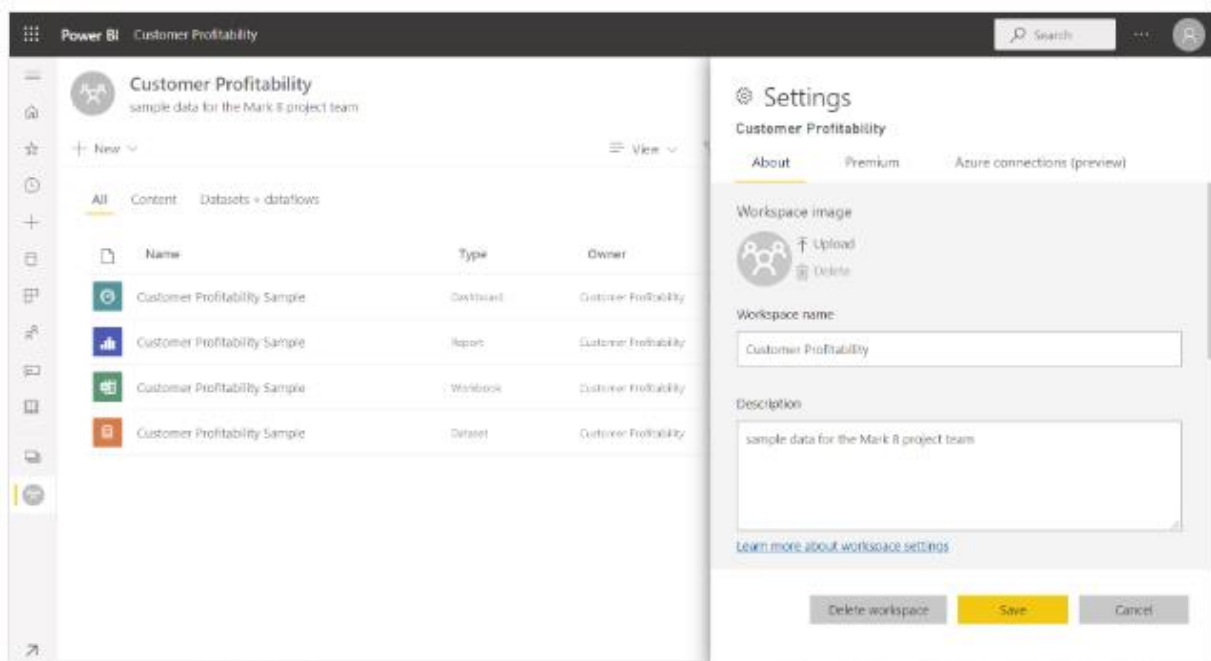 Power BI Customer Profitability
Search
Customer Profitability
sample data for the Mark 8 project team
New
View
All Content Datasets + dataflows
Name Type Owner
Customer Profitability Sample Dashboard Customer Profitability
Customer Profitability Sample Report Customer Profitability
Customer Profitability Sample Workbook Customer Profitability
Customer Profitability Sample Dataset Customer Profitability
Settings
Customer Profitability
About Premium Azure connections (preview)
Workspace image
Upload
Delete
Workspace name
Customer Profitability
Description
sample data for the Mark 8 project team
Learn more about workspace settings
Delete workspace Save Cancel